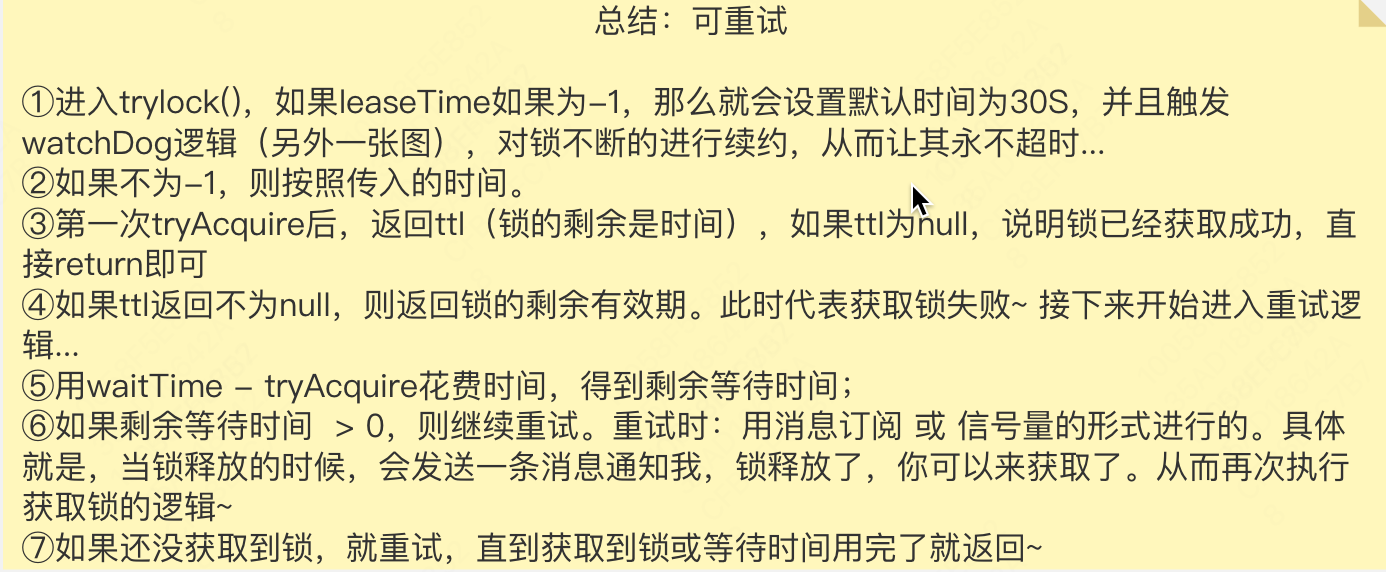 总结：可重试
①进入trylock()，如果leaseTime如果为-1，那么就会设置默认时间为30S，并且触发
watchDog逻辑（另外一张图），对锁不断的进行续约，从而让其永不超时...
②如果不为-1，则按照传入的时间。
③第一次tryAcquire后，返回ttl（锁的剩余是时间），如果ttl为null，说明锁已经获取成功，直
接return即可
④如果ttl返回不为null，则返回锁的剩余有效期。此时代表获取锁失败~ 接下来开始进入重试逻
辑...
⑤用waitTime - tryAcquire花费时间，得到剩余等待时间；
⑥如果剩余等待时间 > 0，则继续重试。重试时：用消息订阅 或 信号量的形式进行的。具体
就是，当锁释放的时候，会发送一条消息通知我，锁释放了，你可以来获取了。从而再次执行
获取锁的逻辑~
⑦如果还没获取到锁，就重试，直到获取到锁或等待时间用完了就返回~